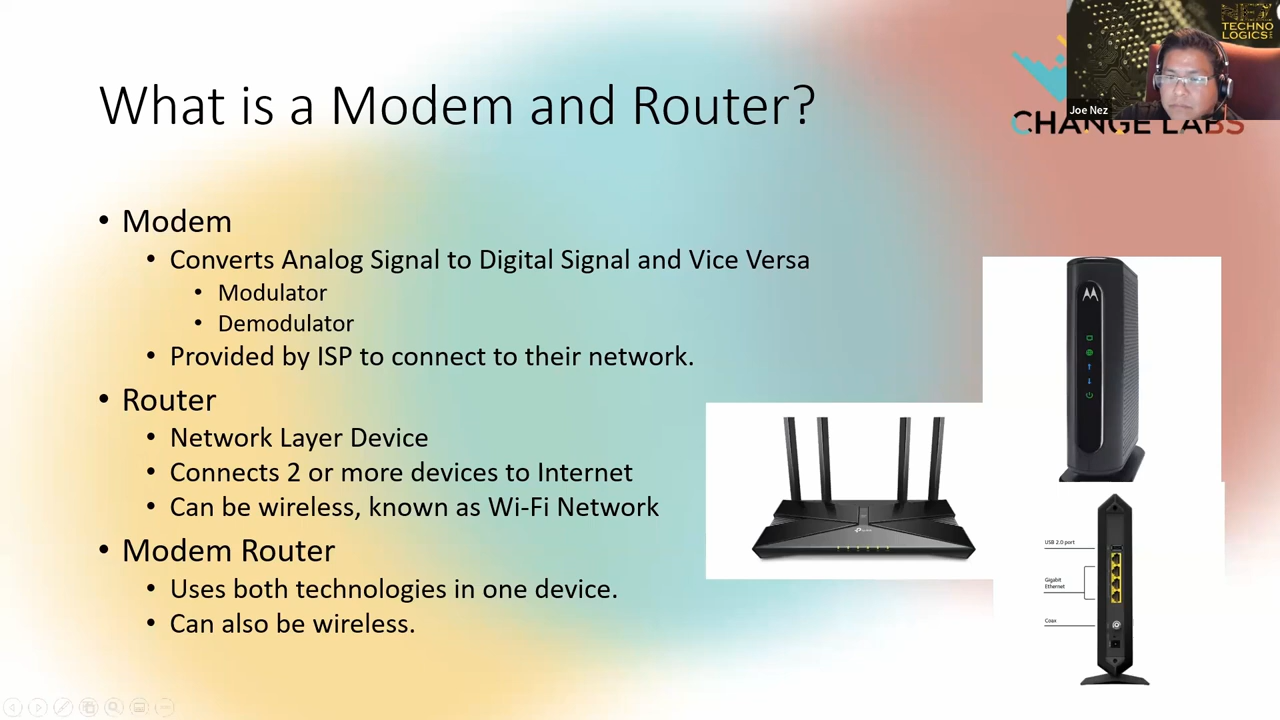 NEZ
TECHNO
LOGICS
Joe Nez
CHANGE LABS
What is a Modem and Router?
• Modem
• Converts Analog Signal to Digital Signal and Vice Versa
• Modulator
• Demodulator
• Provided by ISP to connect to their network.
• Router
• Network Layer Device
• Connects 2 or more devices to Internet
• Can be wireless, known as Wi-Fi Network
• Modem Router
• Uses both technologies in one device.
• Can also be wireless.
USB 2.0 port
Gigabit
Ethernet
Coax